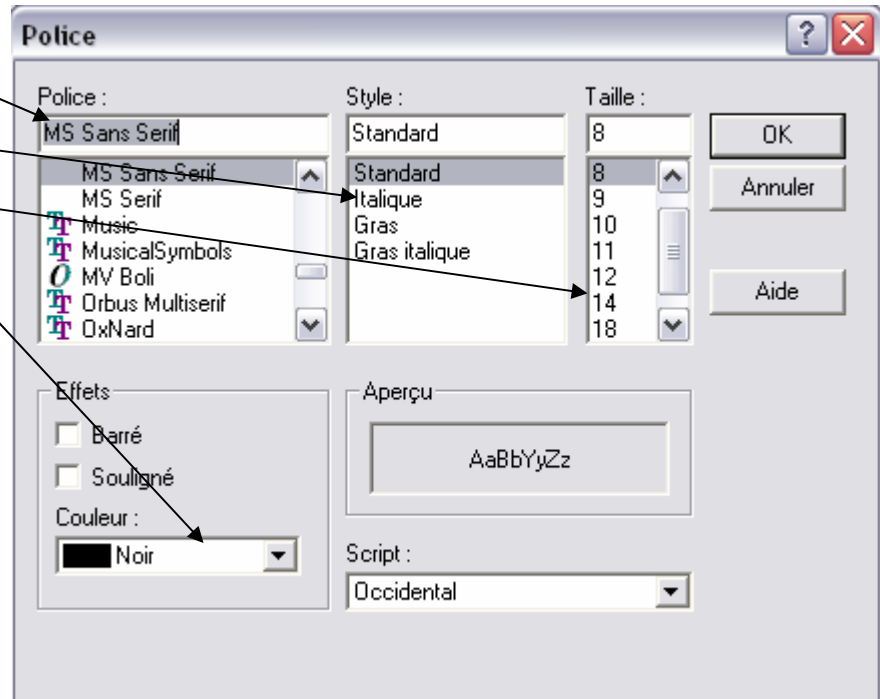 Police
Police :
Style :
Taille :
MS Sans Serif
Standard
8
OK
MS Sans Serif
Standard
8
MS Serif
Italique
9
Annuler
Music
Gras
10
MusicalSymbols
Gras italique
11
MV Boli
12
Aide
Orbus Multiserif
14
OxNard
18
Effets
Aperçu
Barré
AaBbYyZz
Souligné
Couleur :
Noir
Script :
Occidental